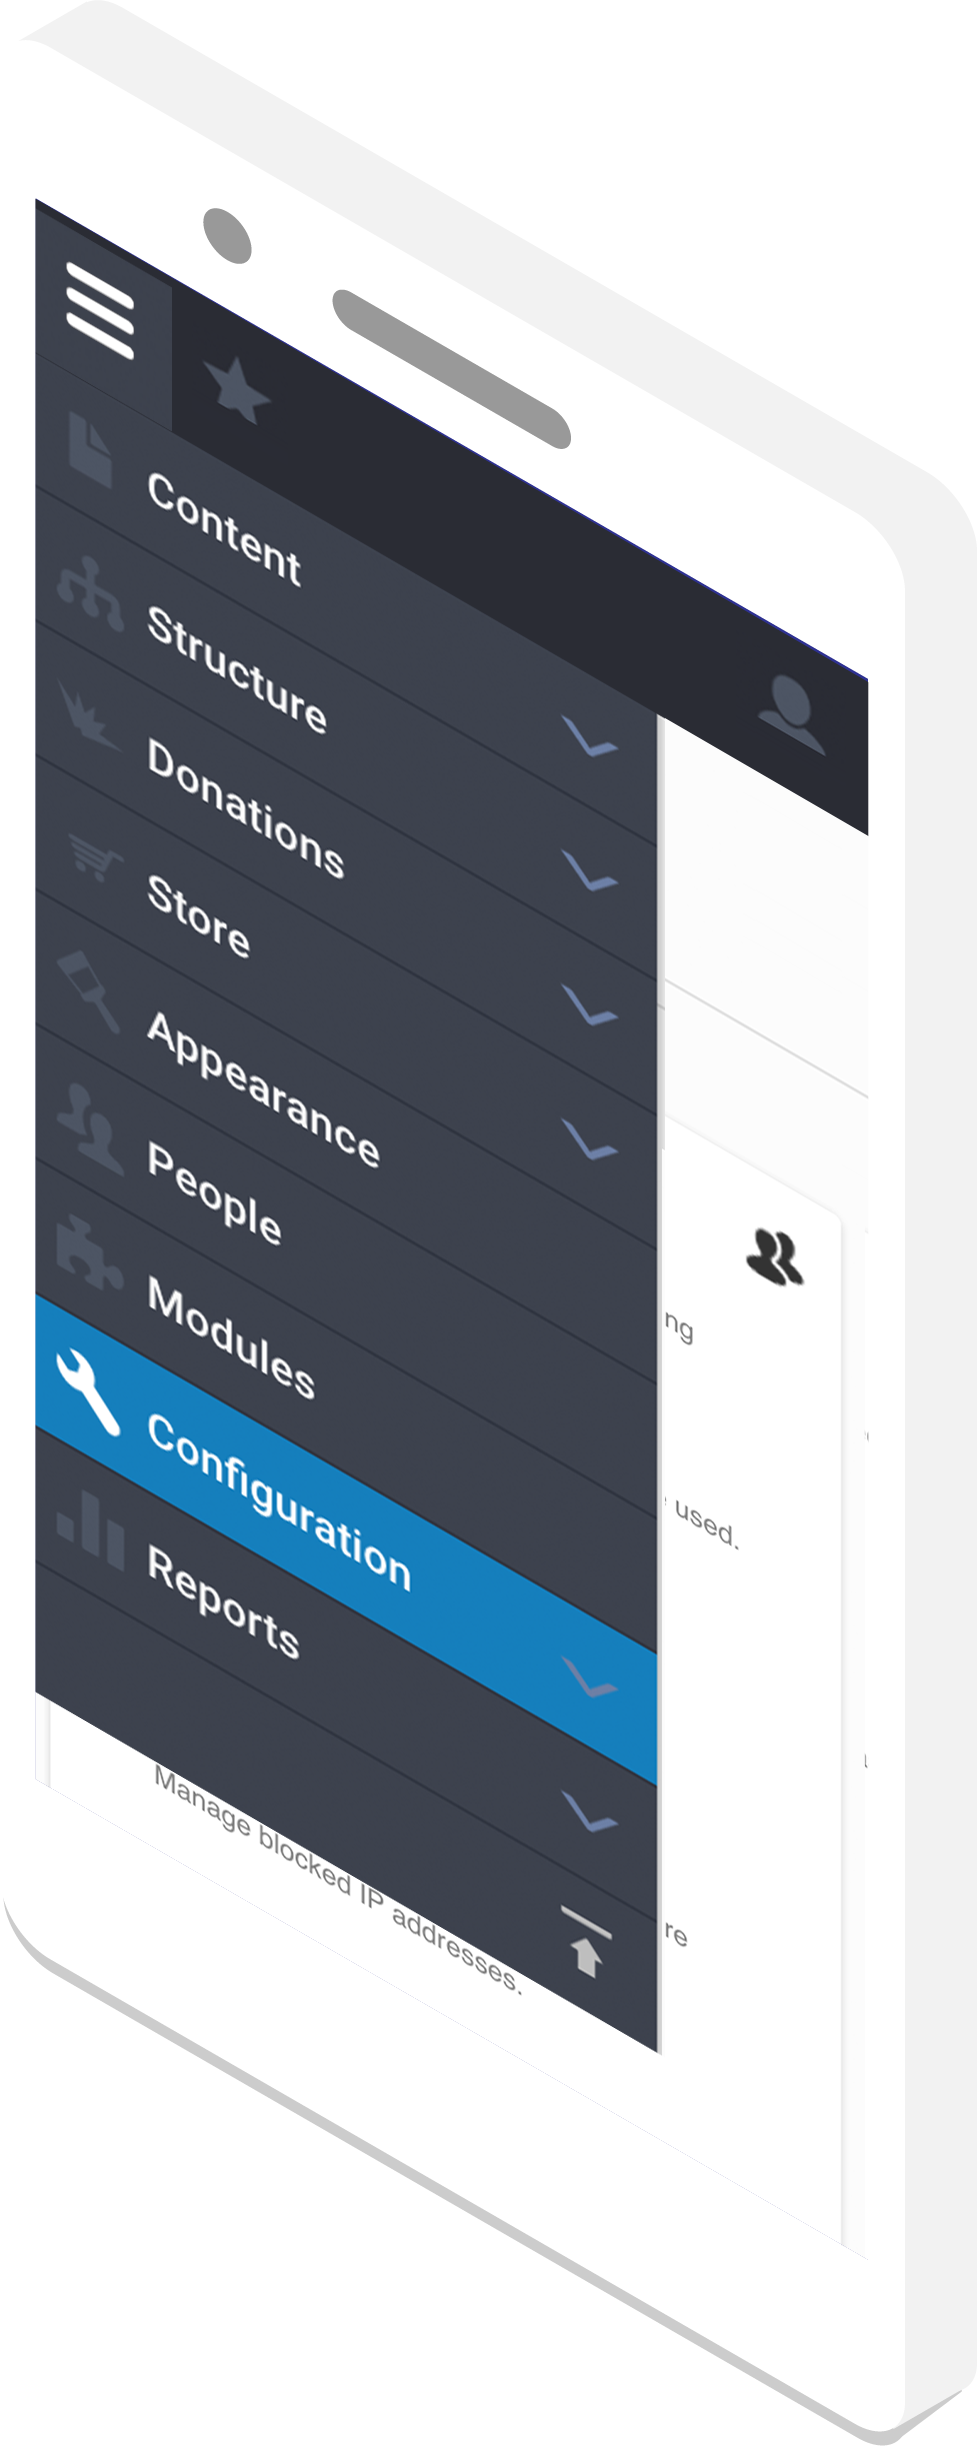 Content
Structure
Donations
Store
Appearance
People
Modules
ng
Configuration
used.
Reports
Manage blocked IP addresses.
re